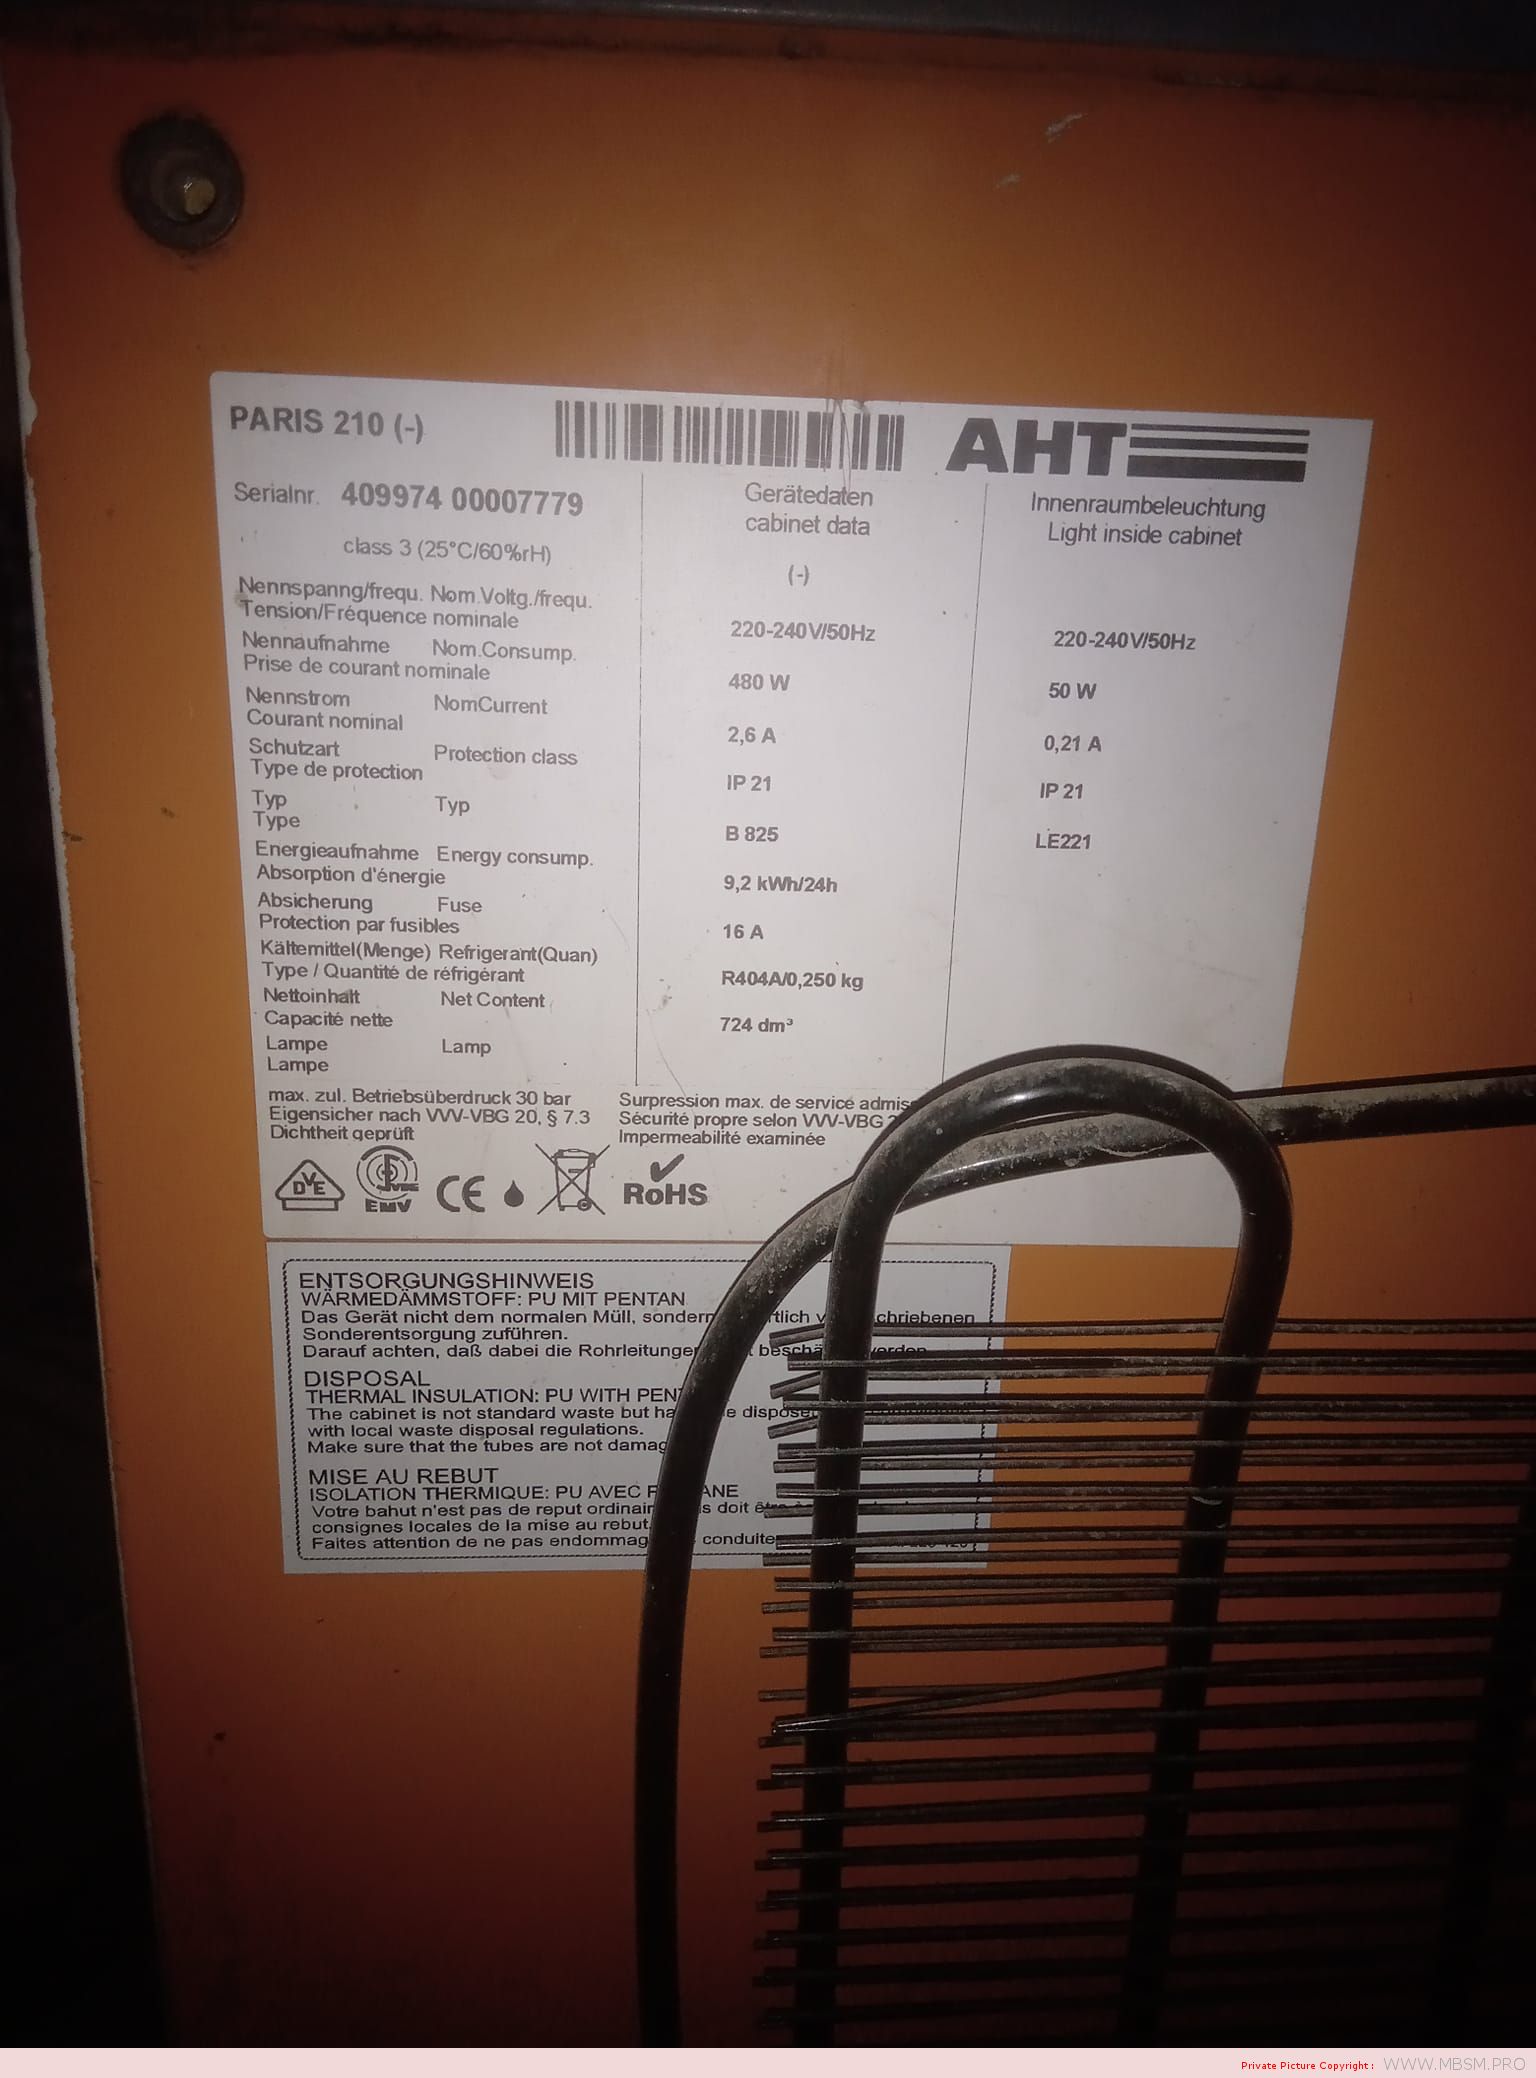 PARIS 210 (-)
AHT
Serialnr. 409974 00007779
class 3 (25°C/60%rH)
Gerätedaten
cabinet data
(-)
Innenraumbeleuchtung
Light inside cabinet
Nennspanng/frequ. Nom.Voltg./frequ.
Tension/Fréquence nominale
220-240V/50Hz
220-240V/50Hz
Nennaufnahme Nom.Consump.
Prise de courant nominale
480 W
50 W
Nennstrom NomCurrent
Courant nominal
2,6 A
0,21 A
Schutzart Protection class
Type de protection
IP 21
IP 21
Typ Typ
Type
B 825
LE221
Energieaufnahme Energy consump.
Absorption d'énergie
9,2 kWh/24h
Absicherung Fuse
Protection par fusibles
16 A
Kältemittel(Menge) Refrigerant(Quan)
Type / Quantité de réfrigérant
R404A/0,250 kg
Nettoinhalt Net Content
Capacité nette
724 dm³
Lampe Lamp
Lampe
max. zul. Betriebsüberdruck 30 bar
Eigensicher nach VVV-VBG 20, § 7.3
Dichtheit geprüft
Surpression max. de service
Sécurité propre selon VVV-VBG
Impermeabilité examinée
DVE
EMV
CE
RoHS
ENTSORGUNGSHINWEIS
WÄRMEDÄMMSTOFF: PU MIT PENTAN
Das Gerät nicht dem normalen Müll,
Sonderentsorgung zuführen.
Darauf achten, daß dabei die
DISPOSAL
THERMAL INSULATION: PU WITH
The cabinet is not standard waste but
with local waste disposal regulations.
Make sure that the tubes are not
MISE AU REBUT
ISOLATION THERMIQUE: PU AVEC
Votre bahut n'est pas de reput doit
consignes locales de la mise au rebut.
Faites attention de ne pas
Private Picture Copyright : WWW.MBSM.PRO